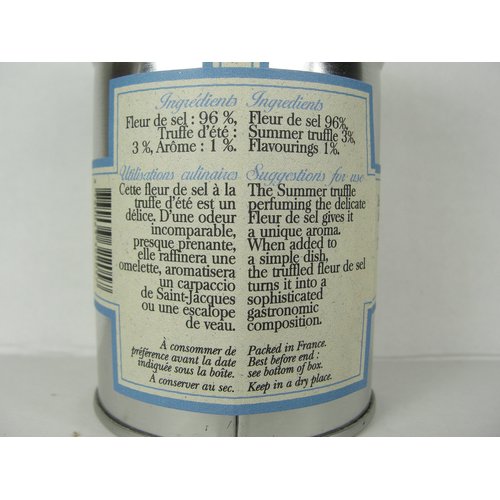 Ingrédients
Fleur de sel : 96 %,
Truffe d'été :
3 %, Arôme : 1 %.
Utilisations culinaires
Cette fleur de sel à la
truffe d'été est un
délice. D'une odeur
incomparable,
presque prenante,
elle raffinera une
omelette, aromatisera
un carpaccio
de Saint-Jacques
ou une escalope
de veau.
À consommer de
préférence avant la date
indiquée sous la boîte.
À conserver au sec.
Ingredients
Fleur de sel 96%,
Summer truffle 3%,
Flavourings 1%.
Suggestions for use
The Summer truffle
perfuming the delicate
Fleur de sel gives it
a unique aroma.
When added to
a simple dish,
the truffled fleur de sel
turns it into a
sophisticated
gastronomic
composition.
Packed in France.
Best before end :
see bottom of box.
Keep in a dry place.